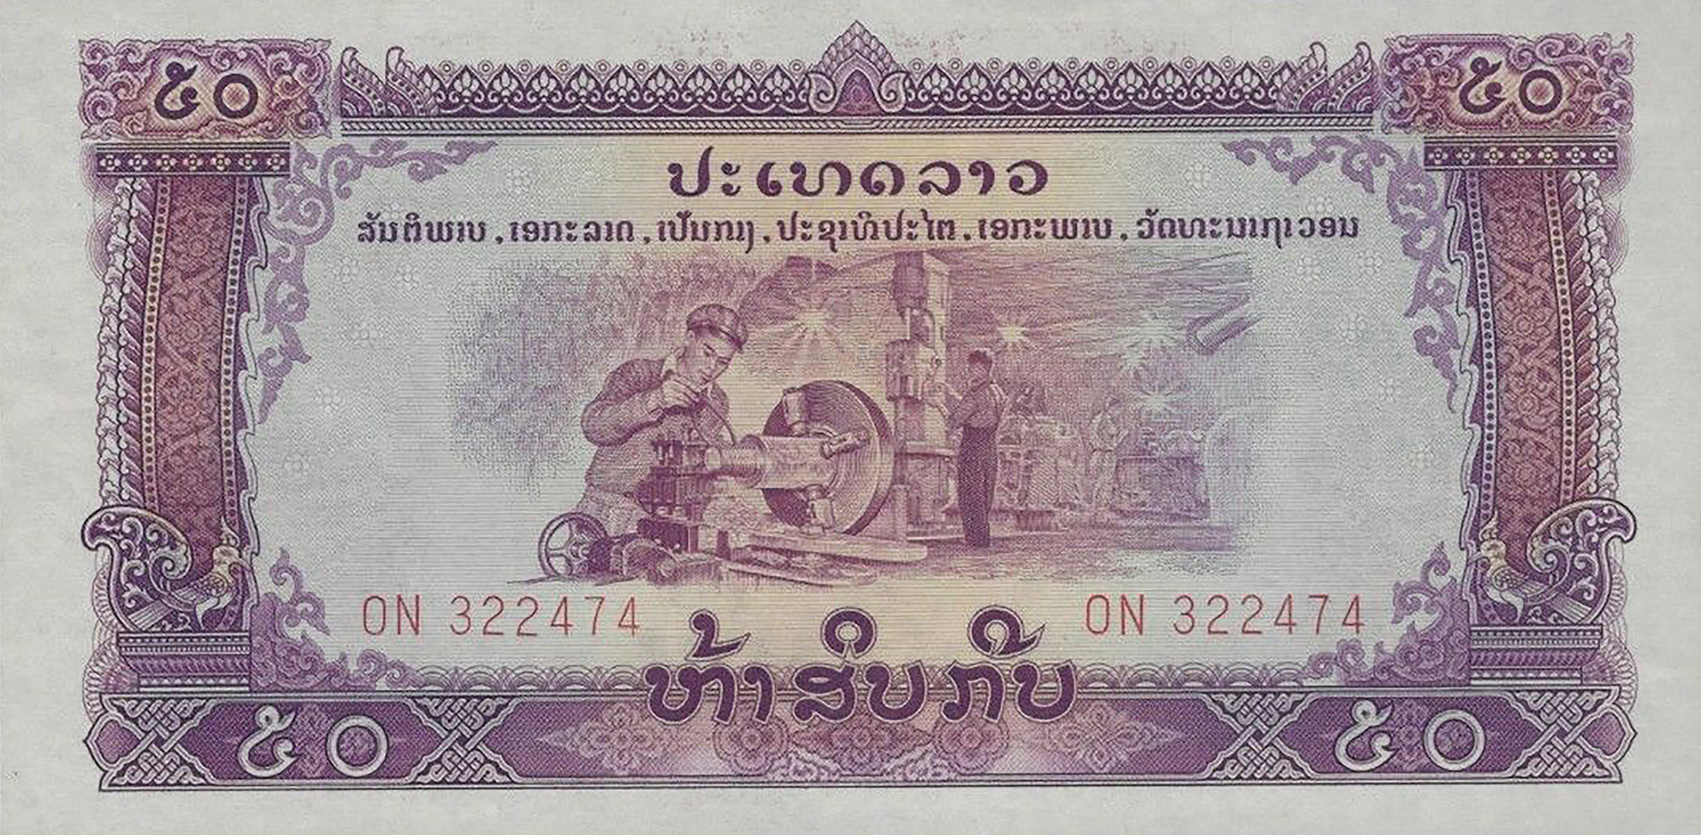 ໕໐ ໕໐
ປະເທດລາວ
ສັນຕິພາບ , ເອກະລາດ , ເປັນກາງ , ປະຊາທິປະໄຕ , ເອກະພາບ , ວັດທະນາຖາວອນ
ON 322474 ON 322474
ຫ້າສິບກີບ
໕໐ ໕໐